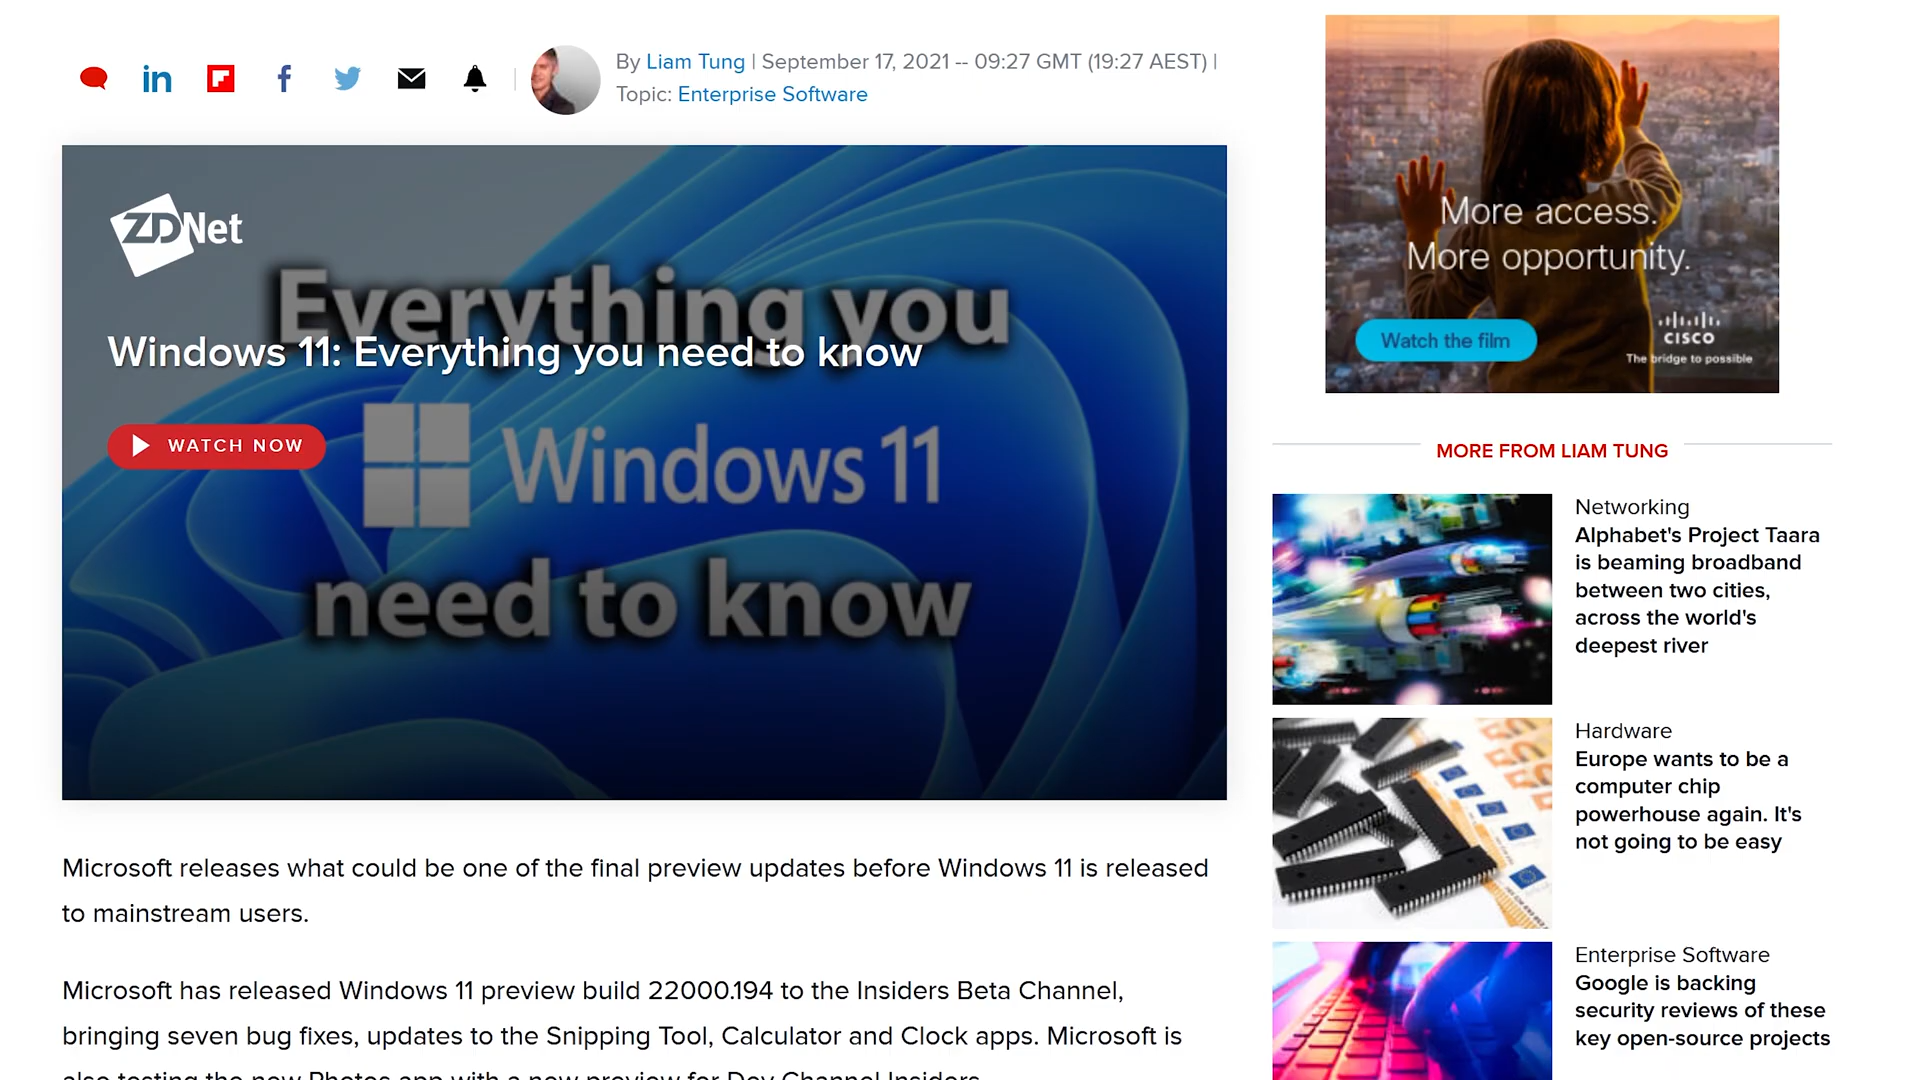 By Liam Tung | September 17, 2021 -- 09:27 GMT (19:27 AEST) |
Topic: Enterprise Software
ZDNet
Everything you
Windows 11: Everything you need to know
WATCH NOW
Windows 11
need to know
Microsoft releases what could be one of the final preview updates before Windows 11 is released
to mainstream users.
Microsoft has released Windows 11 preview build 22000.194 to the Insiders Beta Channel,
bringing seven bug fixes, updates to the Snipping Tool, Calculator and Clock apps. Microsoft is
also testing the new Photos app with a new preview for Dev Channel Insiders.
More access.
More opportunity.
Watch the film
CISCO
The bridge to possible
MORE FROM LIAM TUNG
Networking
Alphabet's Project Taara
is beaming broadband
between two cities,
across the world's
deepest river
Hardware
Europe wants to be a
computer chip
powerhouse again. It's
not going to be easy
Enterprise Software
Google is backing
security reviews of these
key open-source projects